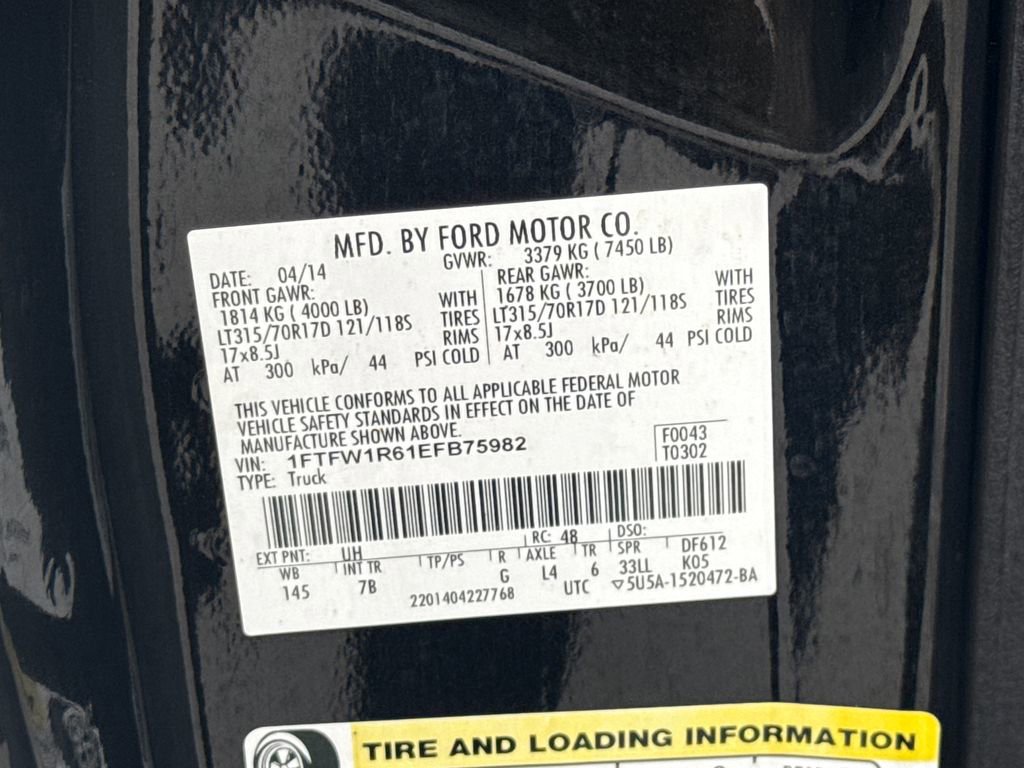 MFD. BY FORD MOTOR CO.
DATE: 04/14 GVWR: 3379 KG ( 7450 LB)
FRONT GAWR: REAR GAWR:
1814 KG ( 4000 LB) WITH 1678 KG ( 3700 LB) WITH
LT315/70R17D 121/118S TIRES LT315/70R17D 121/118S TIRES
17x8.5J RIMS 17x8.5J RIMS
AT 300 kPa/ 44 PSI COLD AT 300 kPa/ 44 PSI COLD
THIS VEHICLE CONFORMS TO ALL APPLICABLE FEDERAL MOTOR
VEHICLE SAFETY STANDARDS IN EFFECT ON THE DATE OF
MANUFACTURE SHOWN ABOVE.
VIN: 1FTFW1R61EFB75982 F0043
TYPE: Truck T0302
EXT PNT: UH RC: 48 DSO:
WB INT TR TP/PS R AXLE TR SPR DF612
145 7B G L4 6 33LL K05
2201404227768 UTC ▽5U5A-1520472-BA
TIRE AND LOADING INFORMATION